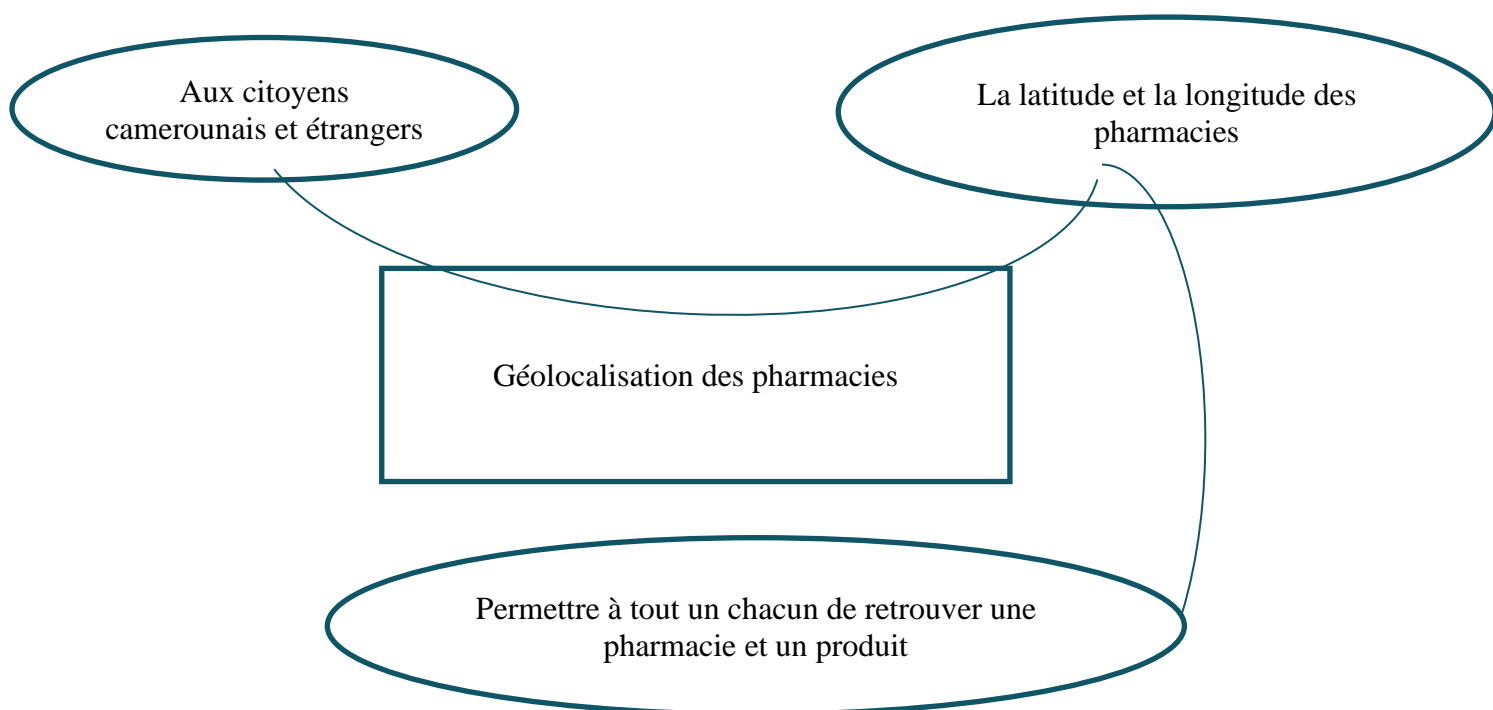 Aux citoyens
camerounais et étrangers
La latitude et la longitude des
pharmacies
Géolocalisation des pharmacies
Permettre à tout un chacun de retrouver une
pharmacie et un produit